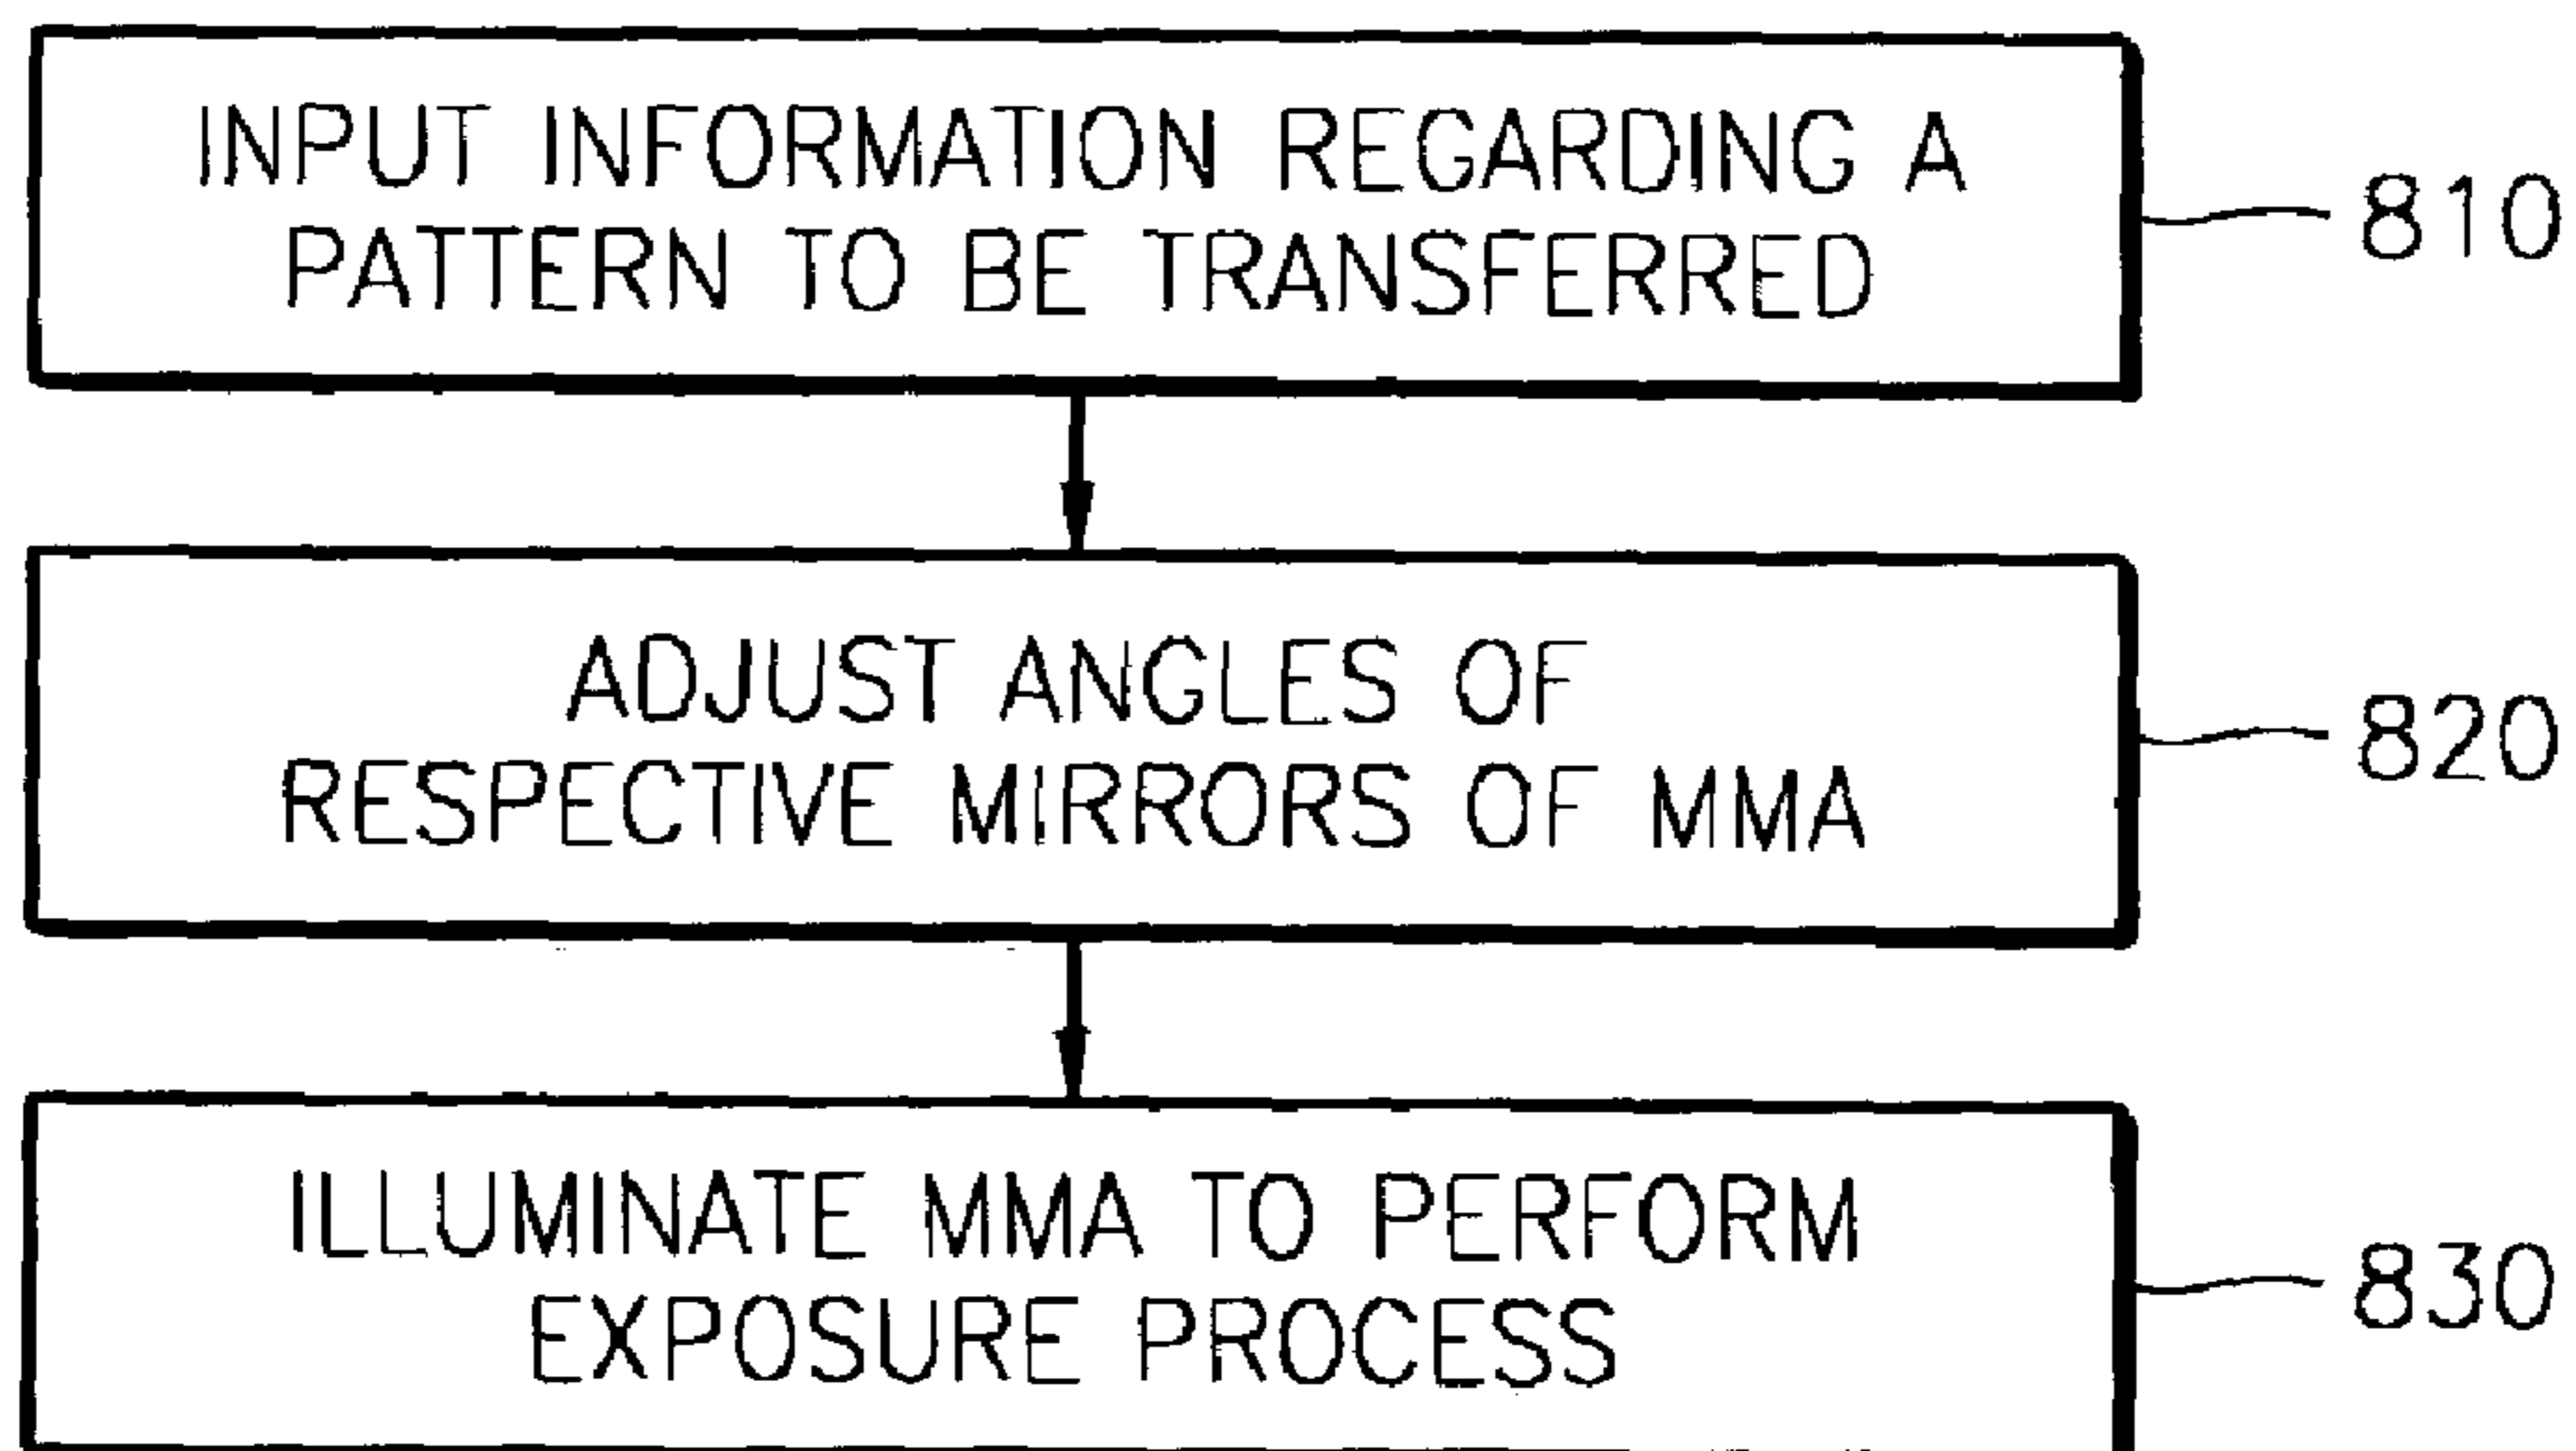 INPUT INFORMATION REGARDING A
PATTERN TO BE TRANSFERRED
810
ADJUST ANGLES OF
RESPECTIVE MIRRORS OF MMA
820
ILLUMINATE MMA TO PERFORM
EXPOSURE PROCESS
830